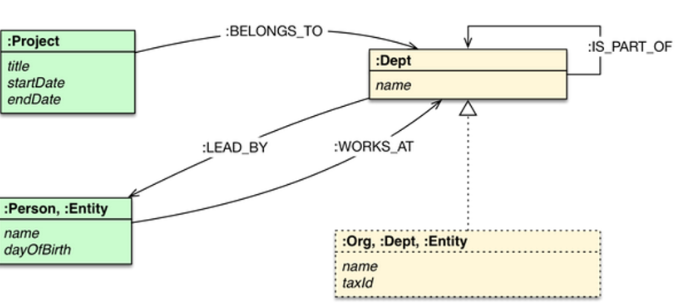 :Project
title
startDate
endDate
:BELONGS_TO
:Dept
name
:IS_PART_OF
:LEAD_BY
:WORKS_AT
:Person, :Entity
name
dayOfBirth
:Org, :Dept, :Entity
name
taxId